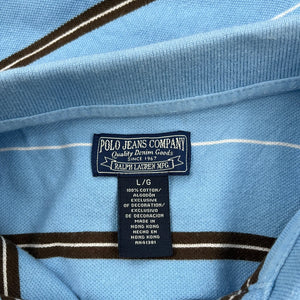 POLO JEANS COMPANY
Quality Denim Goods
SINCE 1967
RALPH LAUREN MFG.
L/G
100% COTTON/
ALGODÓN
EXCLUSIVE
OF DECORATION/
EXCLUSIVO
DE DECORACION
MADE IN
HONG KONG
HECHO EN
HONG KONG
RN41381